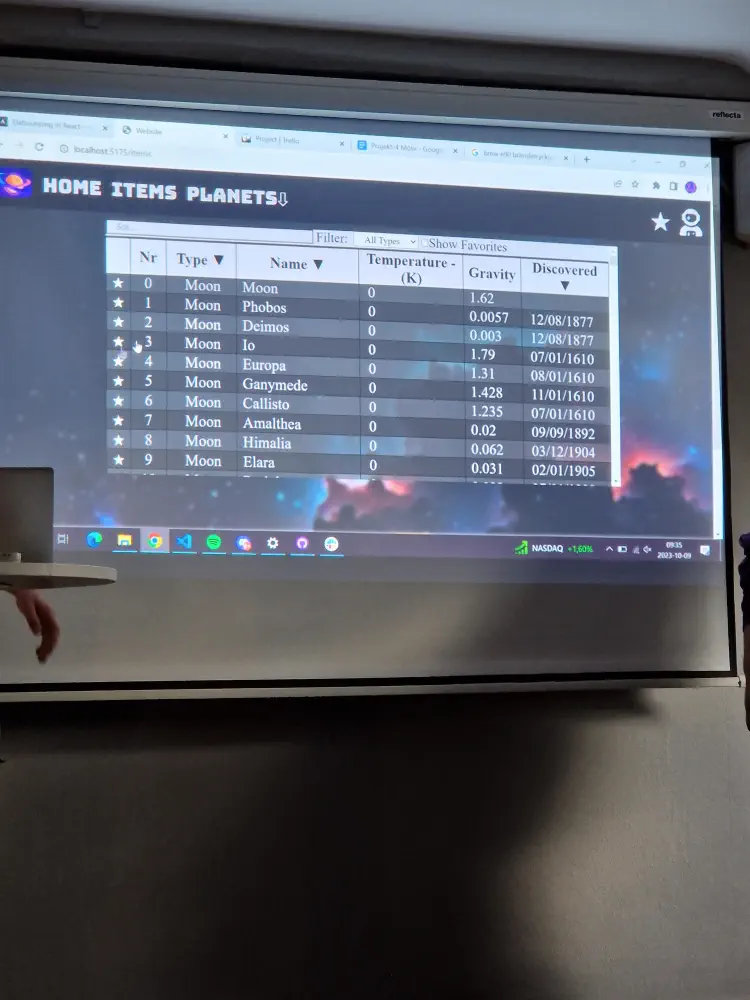 reflecta
Debouncing in React
Website
Project | Trello
localhost:5175/items
HOME ITEMS PLANETS⇩
Filter: All Types Show Favorites
Nr Type ▼ Name ▼ Temperature - (K) Gravity Discovered ▼
0 Moon Moon 0 1.62
1 Moon Phobos 0 0.0057 12/08/1877
2 Moon Deimos 0 0.003 12/08/1877
3 Moon Io 0 1.79 07/01/1610
4 Moon Europa 0 1.31 08/01/1610
5 Moon Ganymede 0 1.428 11/01/1610
6 Moon Callisto 0 1.235 07/01/1610
7 Moon Amalthea 0 0.02 09/09/1892
8 Moon Himalia 0 0.062 03/12/1904
9 Moon Elara 0 0.031 02/01/1905
NASDAQ +1,60%
09:35
2023-10-09